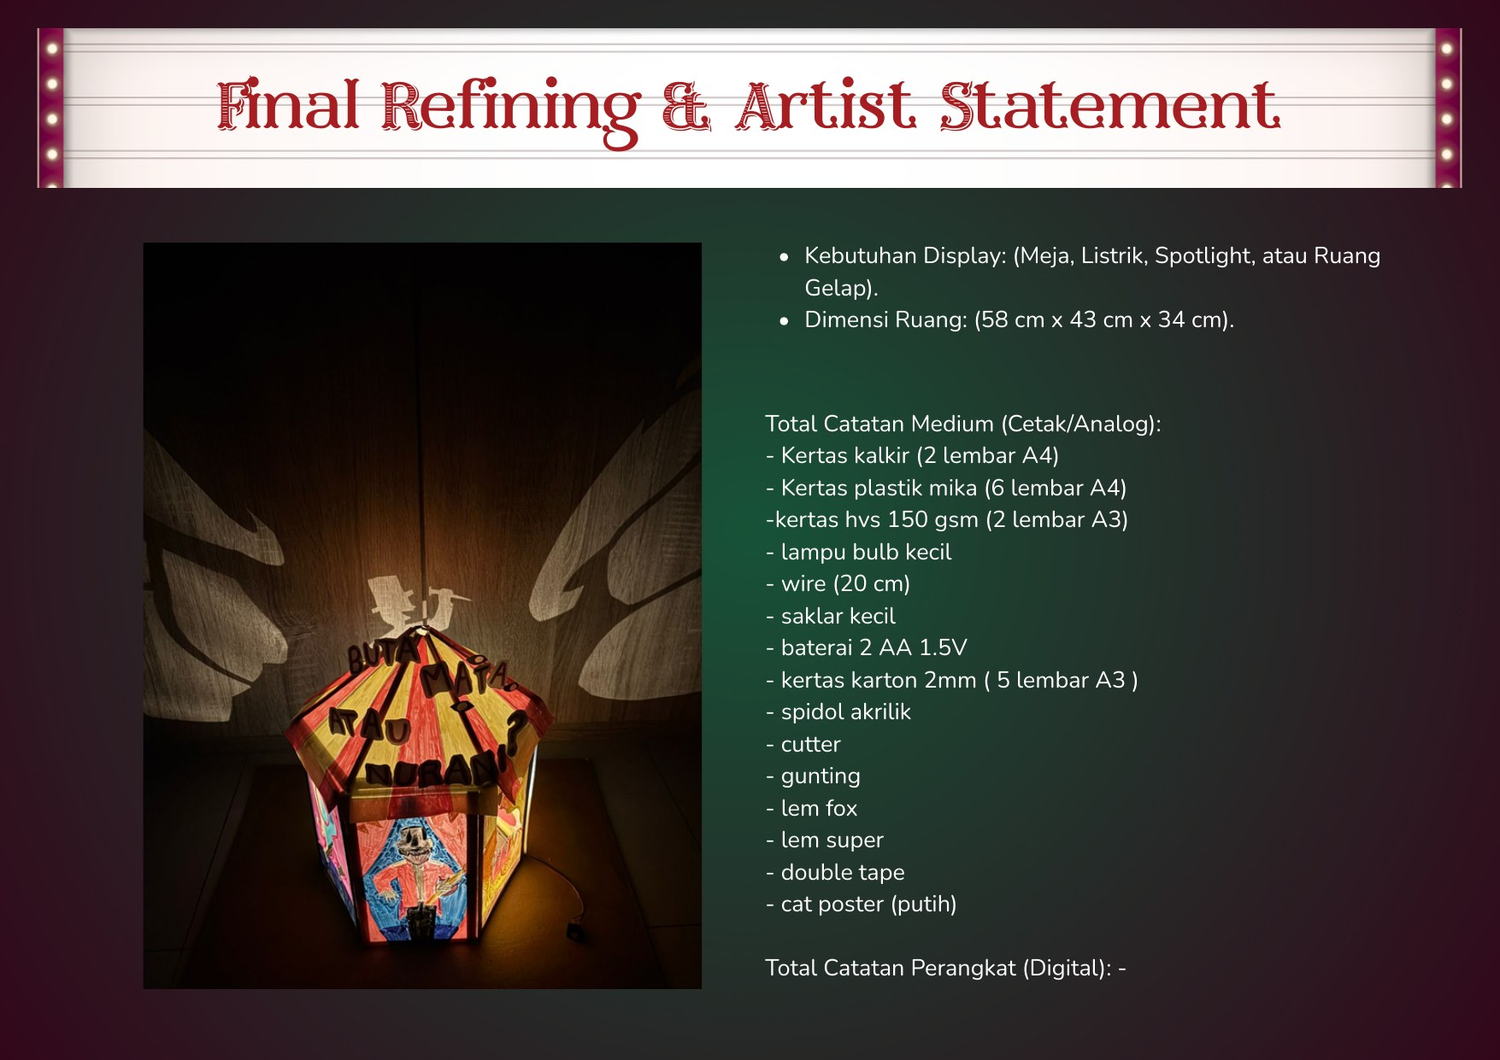 Final Refining & Artist Statement
• Kebutuhan Display: (Meja, Listrik, Spotlight, atau Ruang
Gelap).
• Dimensi Ruang: (58 cm x 43 cm x 34 cm).
Total Catatan Medium (Cetak/Analog):
- Kertas kalkir (2 lembar A4)
- Kertas plastik mika (6 lembar A4)
-kertas hvs 150 gsm (2 lembar A3)
- lampu bulb kecil
- wire (20 cm)
- saklar kecil
- baterai 2 AA 1.5V
- kertas karton 2mm ( 5 lembar A3 )
- spidol akrilik
- cutter
- gunting
- lem fox
- lem super
- double tape
- cat poster (putih)
Total Catatan Perangkat (Digital): -
BUTA
MATA
ATAU
NURANI?